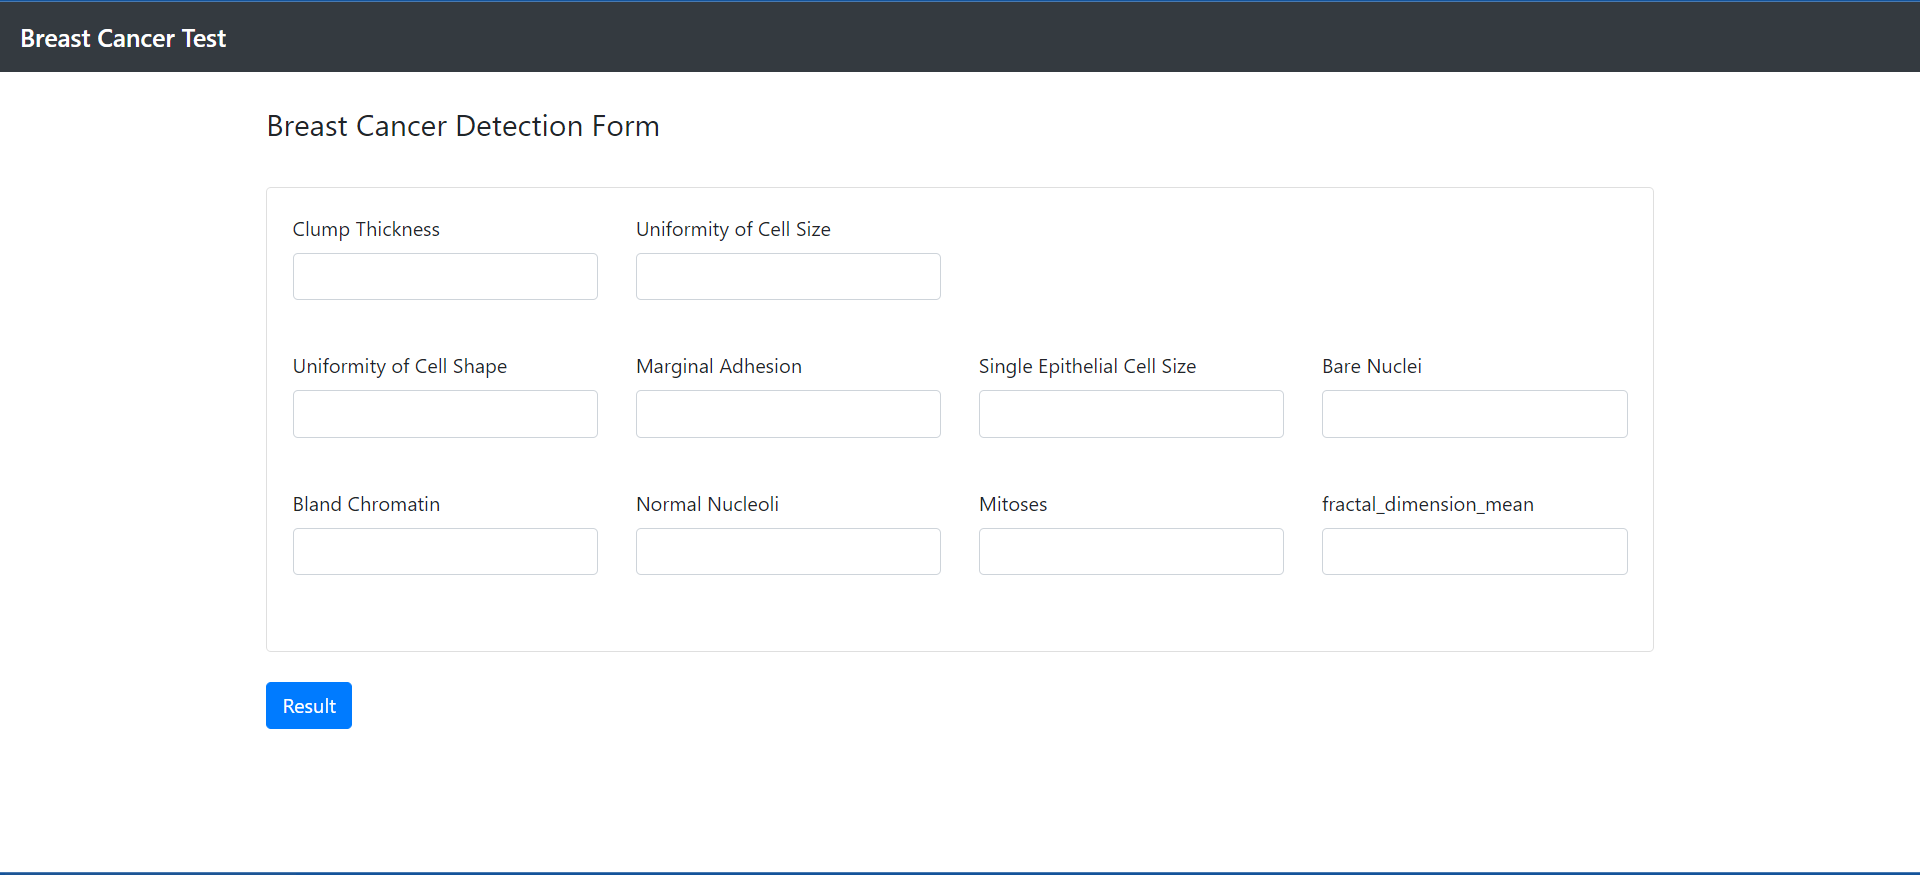 Breast Cancer Test
Breast Cancer Detection Form
Clump Thickness
Uniformity of Cell Size
Uniformity of Cell Shape
Marginal Adhesion
Single Epithelial Cell Size
Bare Nuclei
Bland Chromatin
Normal Nucleoli
Mitoses
fractal_dimension_mean
Result